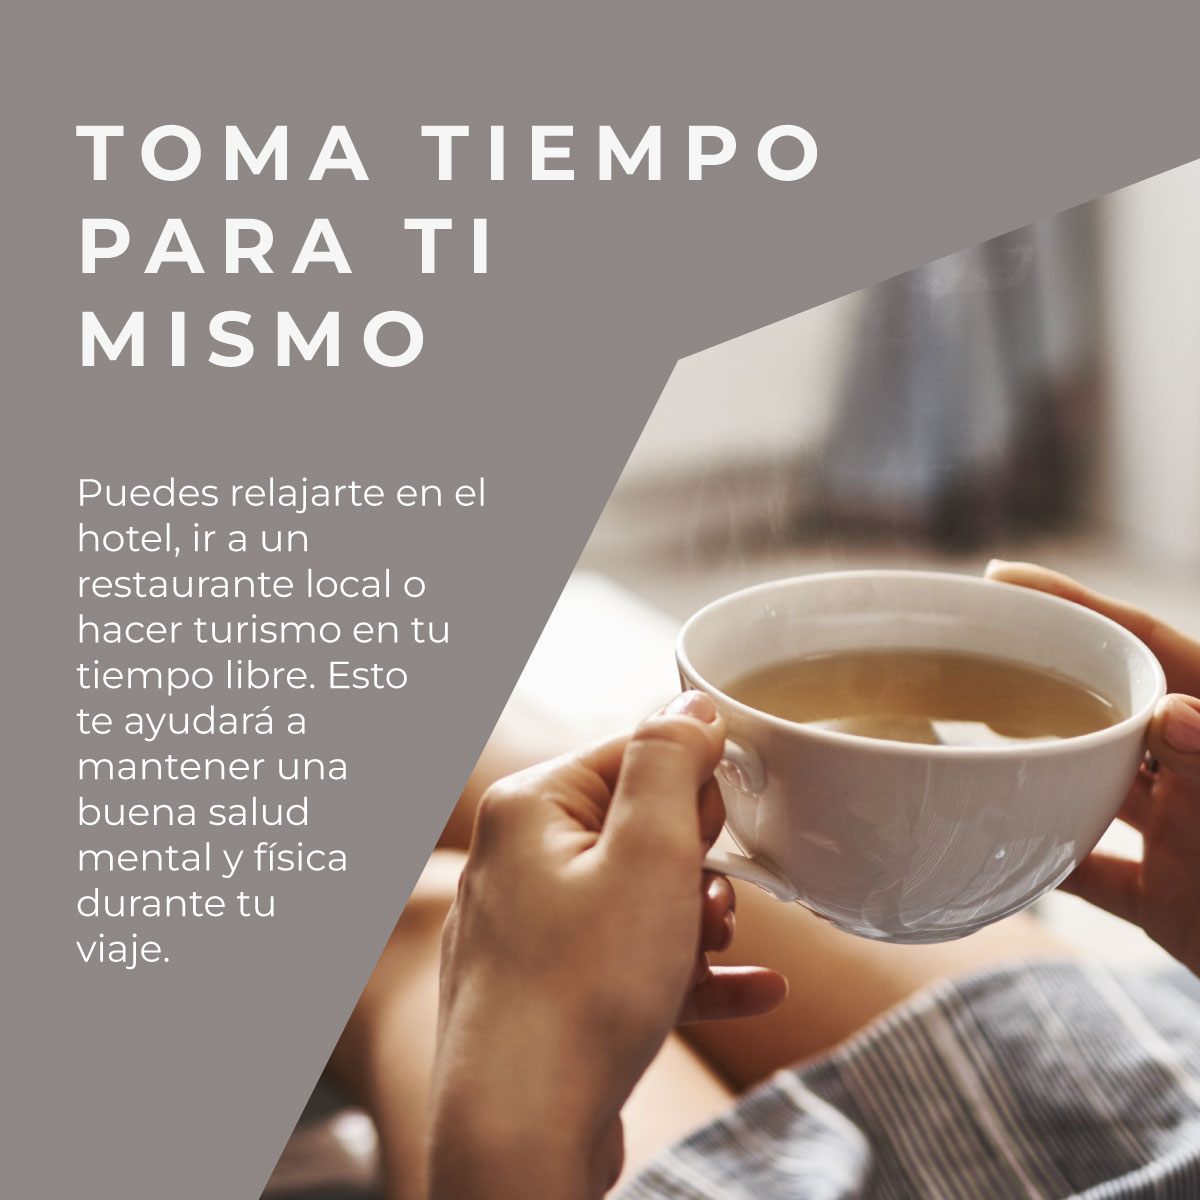 TOMA TIEMPO
PARA TI
MISMO
Puedes relajarte en el
hotel, ir a un
restaurante local o
hacer turismo en tu
tiempo libre. Esto
te ayudará a
mantener una
buena salud
mental y física
durante tu
viaje.